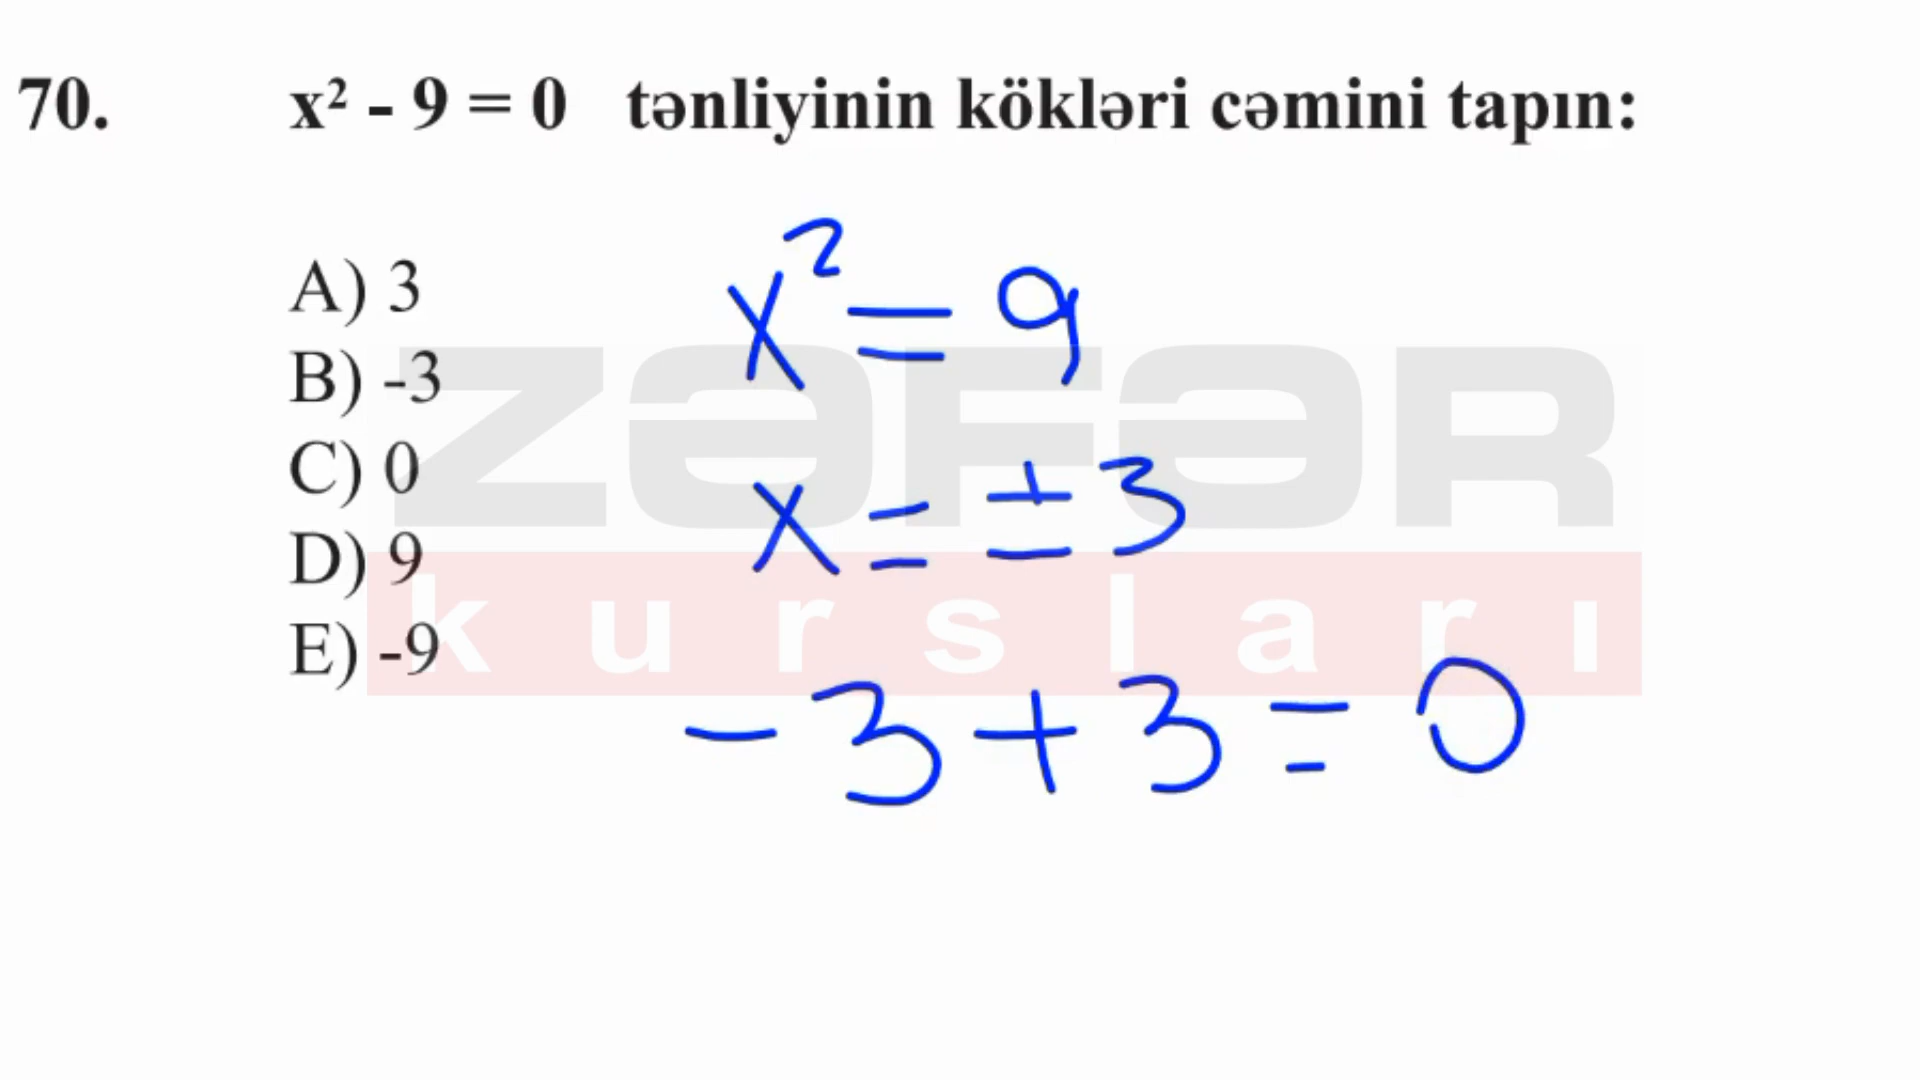 70. x² - 9 = 0 tənliyinin kökləri cəmini tapın:
A) 3
B) -3
C) 0
D) 9
E) -9
x² = 9
x = ±3
-3+3=0
ZƏFƏR
kursları